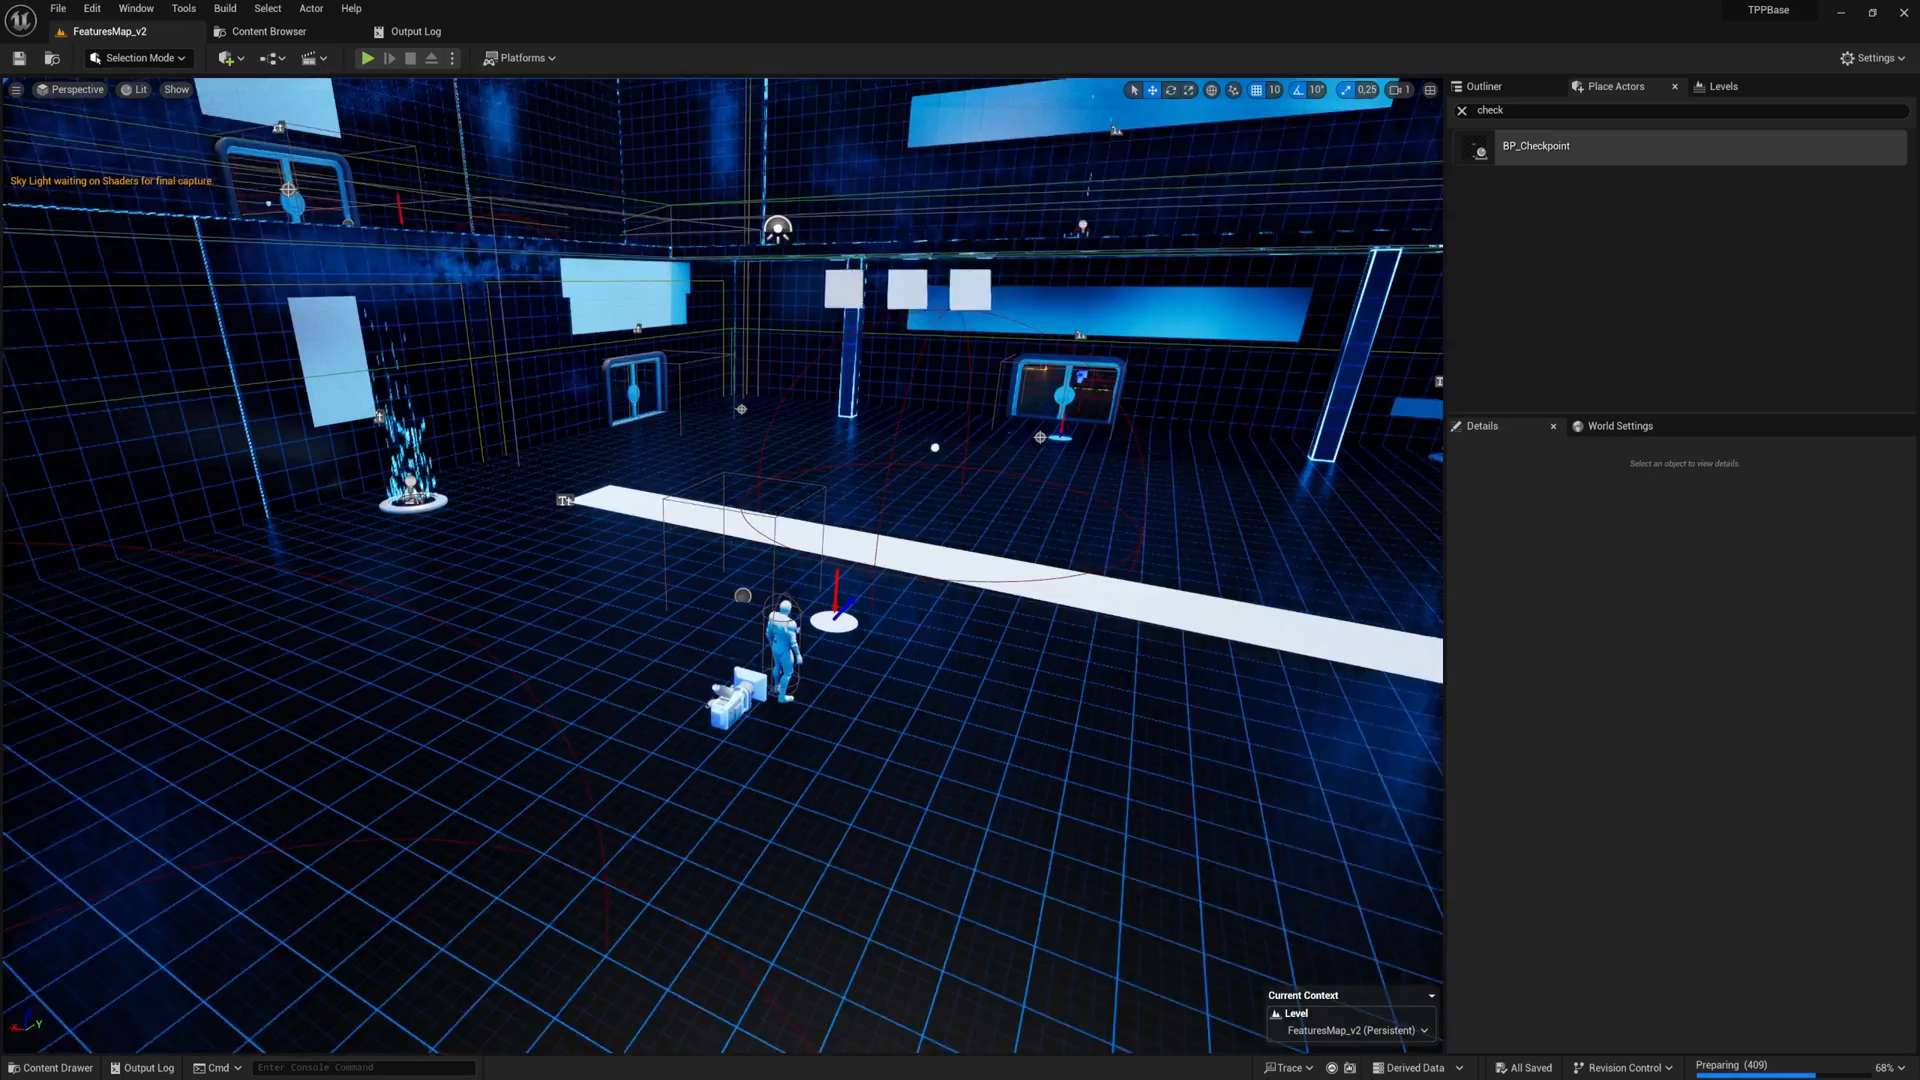 File Edit Window Tools Build Select Actor Help
TPPBase
FeaturesMap_v2
Content Browser
Output Log
Selection Mode
Platforms
Settings
Perspective
Lit
Show
10
10°
0,25
1
Sky Light waiting on Shaders for final capture.
Outliner
Place Actors
Levels
check
BP_Checkpoint
Details
World Settings
Select an object to view details.
Current Context
Level
FeaturesMap_v2 (Persistent)
Content Drawer
Output Log
Cmd
Enter Console Command
Trace
Derived Data
All Saved
Revision Control
Preparing (409)
68%